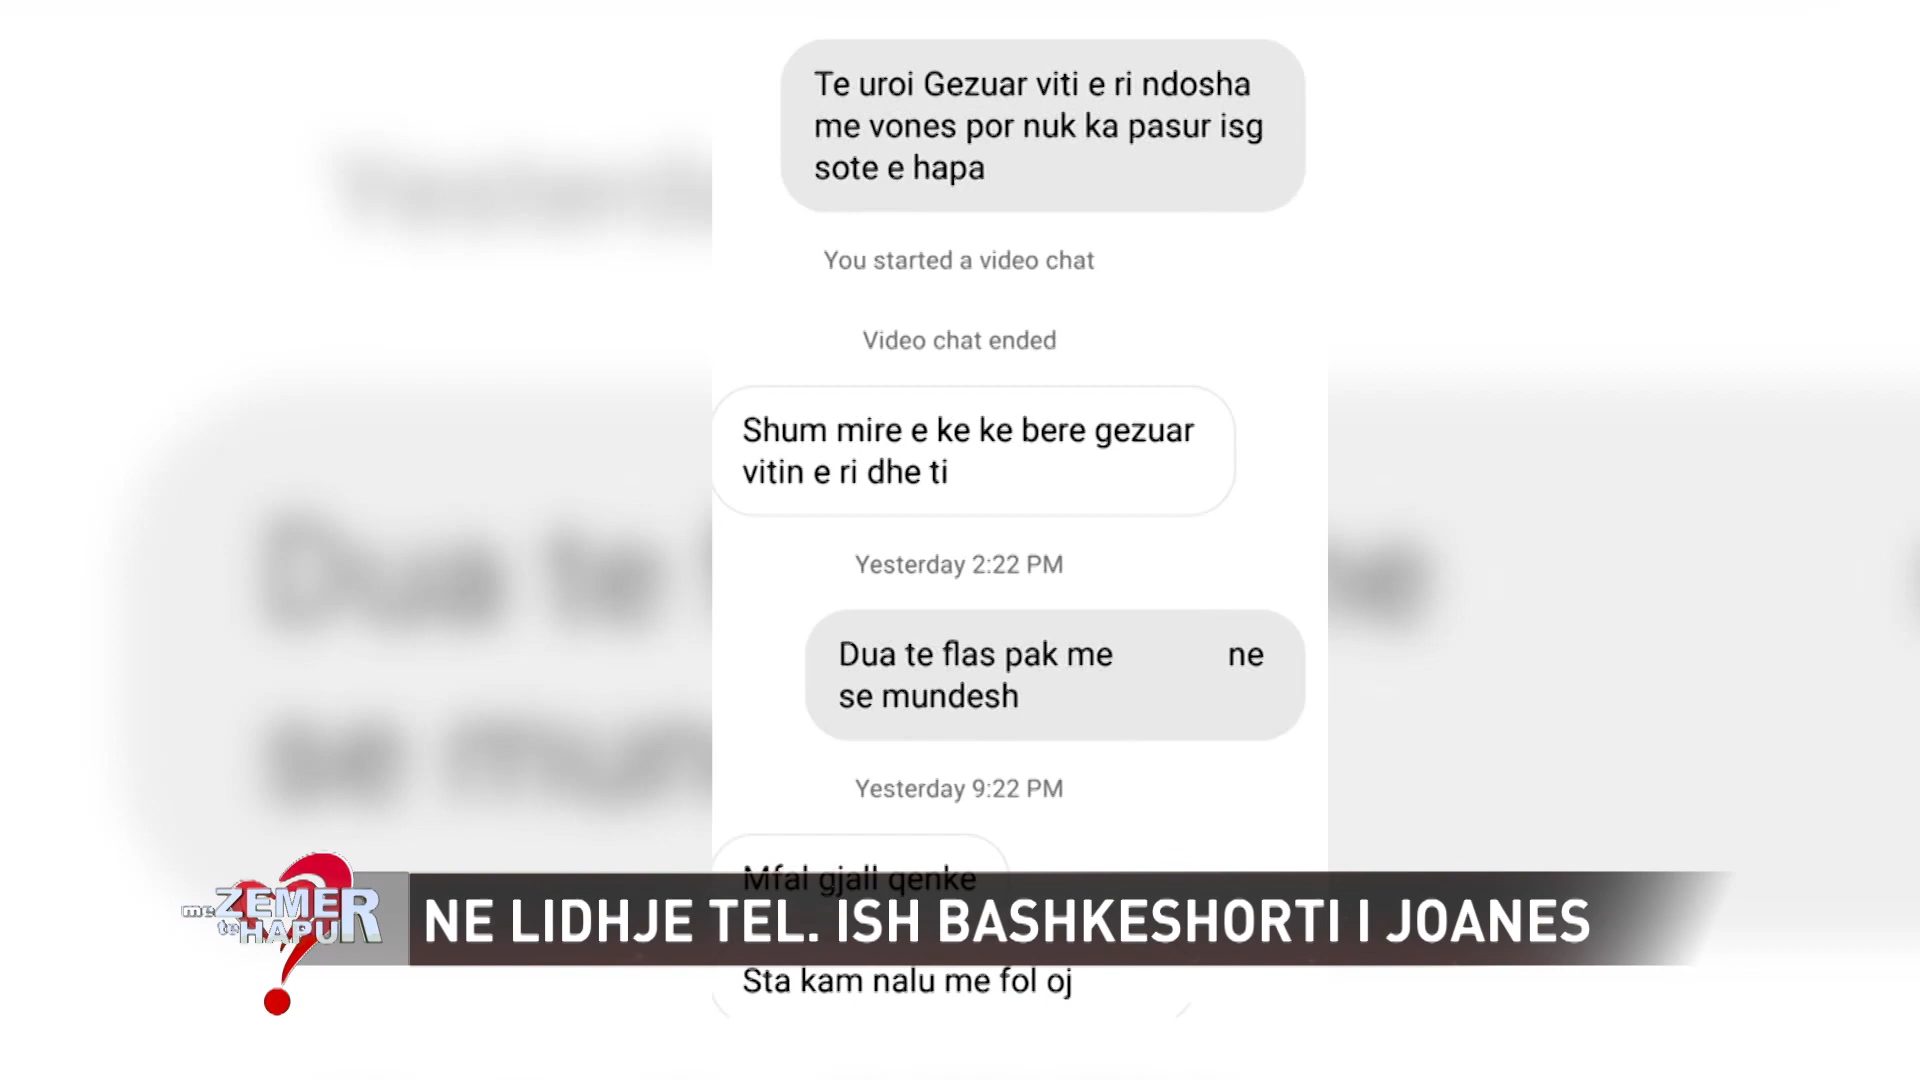 Te uroi Gezuar viti e ri ndosha
me vones por nuk ka pasur isg
sote e hapa
You started a video chat
Video chat ended
Shum mire e ke ke bere gezuar
vitin e ri dhe ti
Yesterday 2:22 PM
Dua te flas pak me ne
se mundesh
Yesterday 9:22 PM
Mfal gjall qenke
me ZEMER
te HAPUR
NE LIDHJE TEL. ISH BASHKESHORTI I JOANES
Sta kam nalu me fol oj